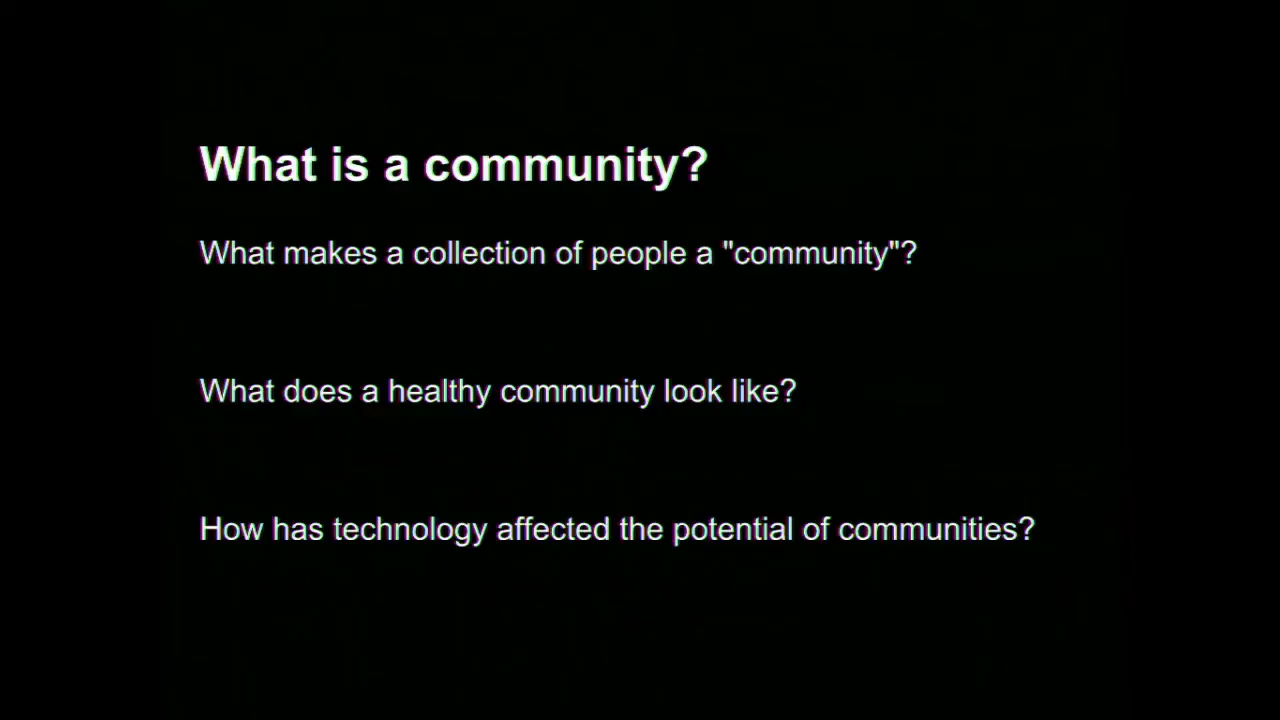 What is a community?
What makes a collection of people a "community"?
What does a healthy community look like?
How has technology affected the potential of communities?